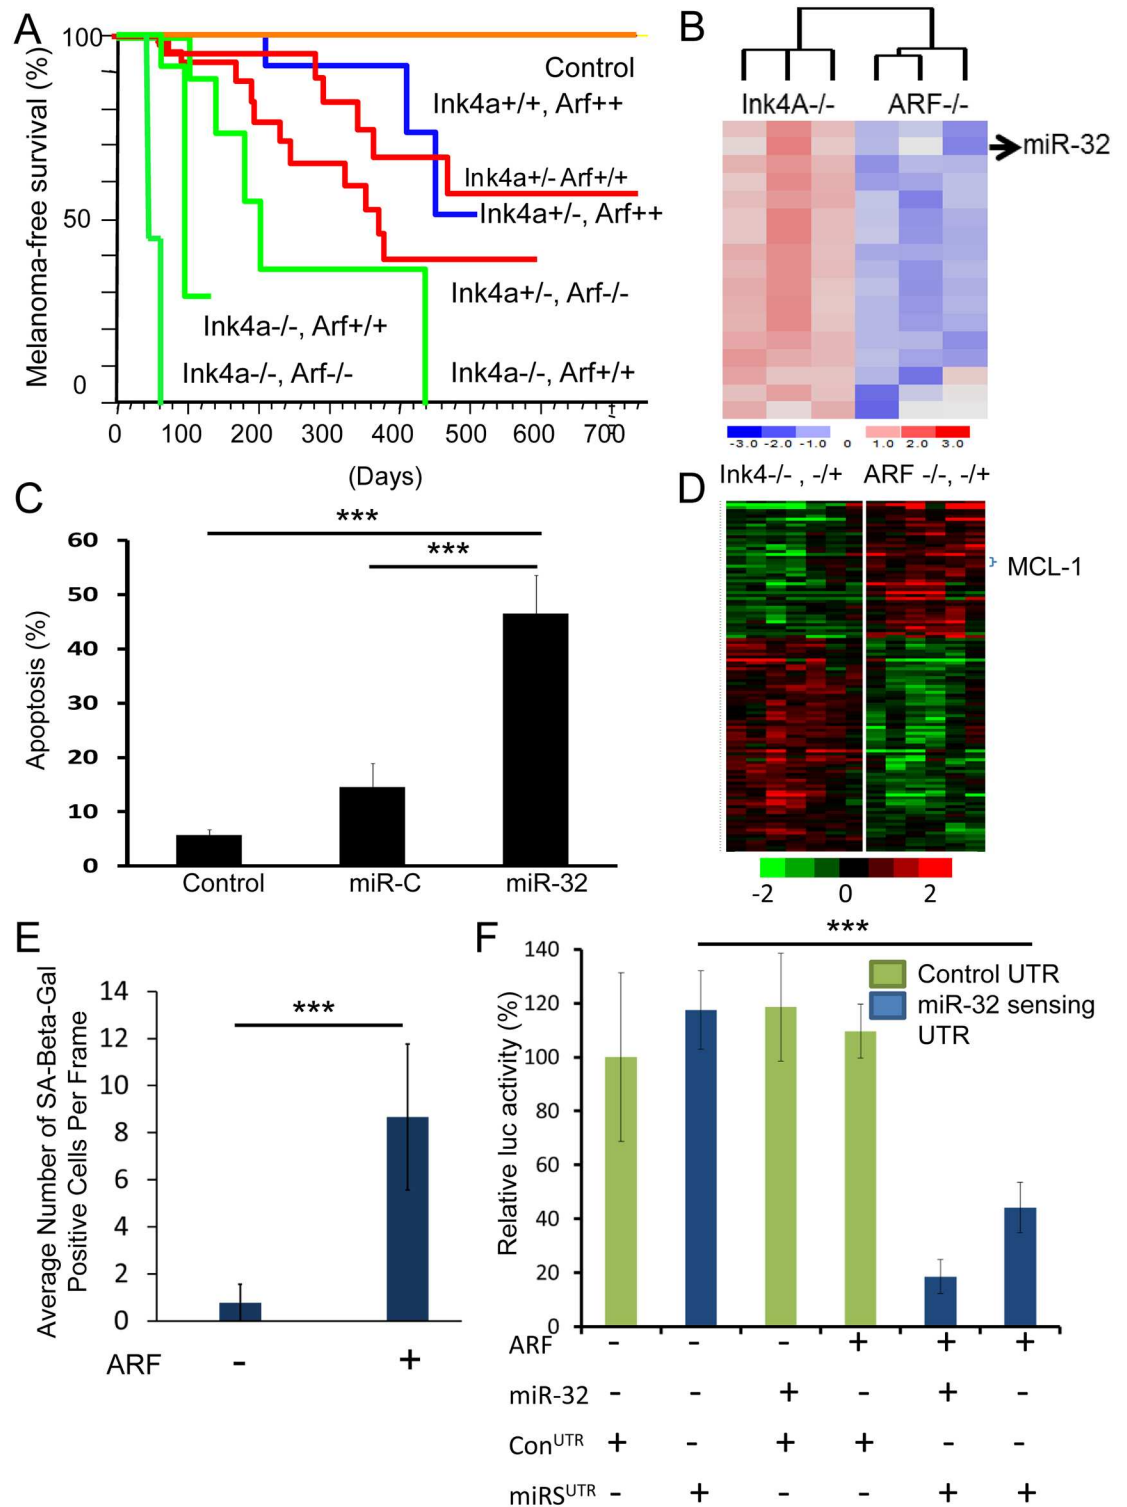 A
Melanoma-free survival (%)
100
50
0
Control
Ink4a+/+, Arf++
Ink4a+/- Arf+/+
Ink4a+/-, Arf++
Ink4a+/-, Arf-/-
Ink4a-/-, Arf+/+
Ink4a-/-, Arf-/-
Ink4a-/-, Arf+/+
0 100 200 300 400 500 600 700
(Days)
B
Ink4A-/- ARF-/-
miR-32
-3.0 -2.0 -1.0 0 1.0 2.0 3.0
C
***
***
Apoptosis (%)
60
50
40
30
20
10
0
Control miR-C miR-32
D
Ink4-/- , -/+ ARF -/-, -/+
MCL-1
-2 0 2
E
Average Number of SA-Beta-Gal
Positive Cells Per Frame
14
12
10
8
6
4
2
0
***
ARF - +
F
***
Relative luc activity (%)
140
120
100
80
60
40
20
0
Control UTR
miR-32 sensing
UTR
ARF - - - + + +
miR-32 - - + - + -
ConUTR + - + + - -
miRSUTR - + - - + +